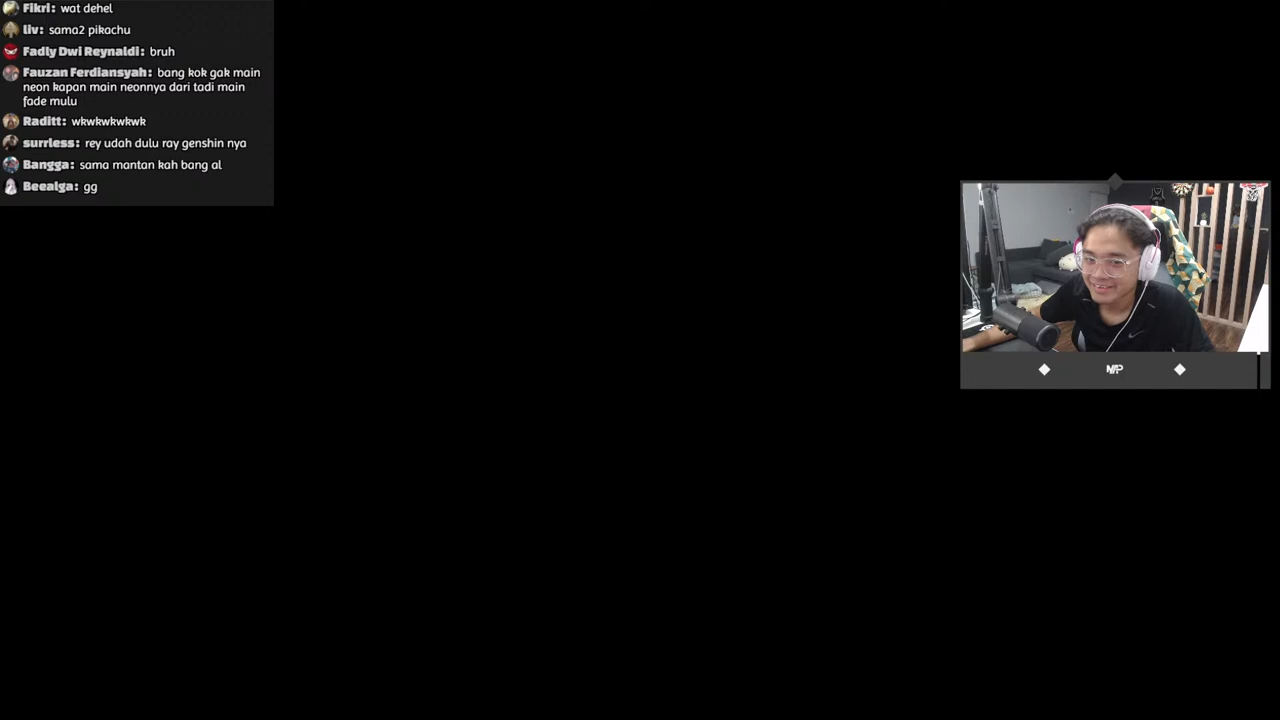 Fikri: wat dehel
liv: sama2 pikachu
Fadly Dwi Reynaldi: bruh
Fauzan Ferdiansyah: bang kok gak main
neon kapan main neonnya dari tadi main
fade mulu
Raditt: wkwkwkwkwk
surrless: rey udah dulu ray genshin nya
Bangga: sama mantan kah bang al
Beealga: gg